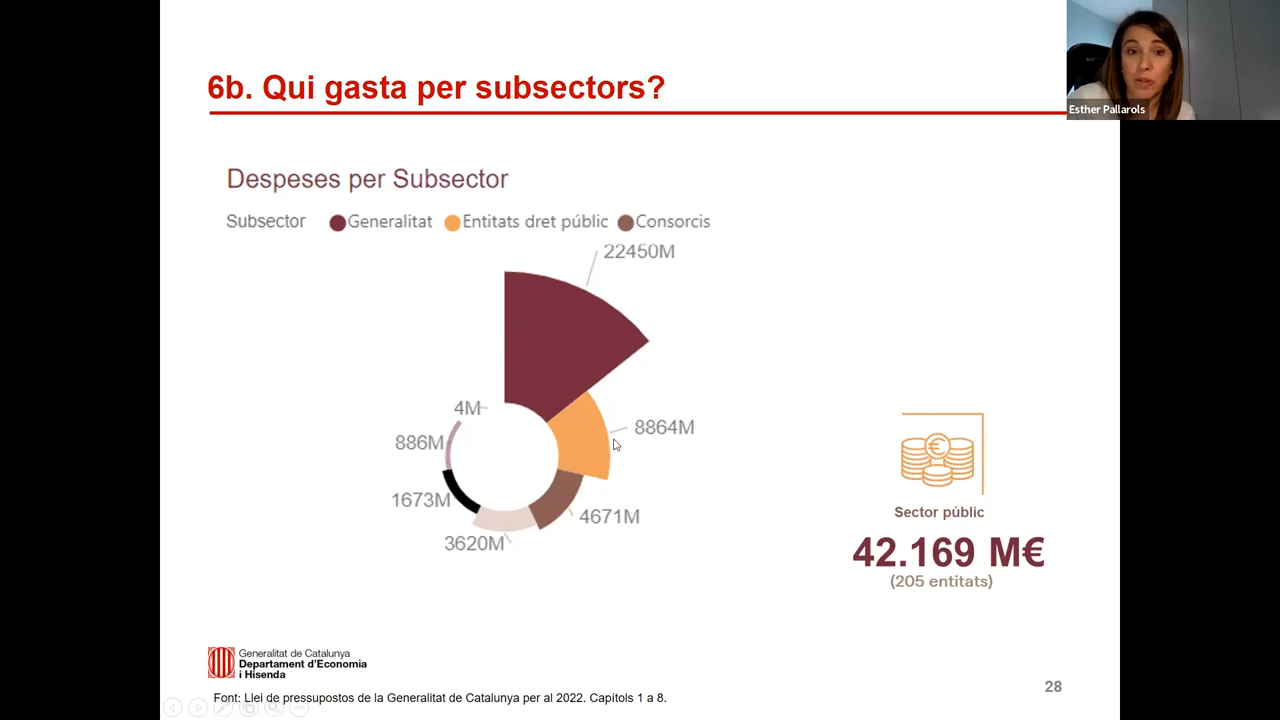 6b. Qui gasta per subsectors?
Esther Pallarols
Despeses per Subsector
Subsector Generalitat Entitats dret públic Consorcis
22450M
4M
8864M
886M
1673M
4671M
3620M
Sector públic
42.169 M€
(205 entitats)
Generalitat de Catalunya
Departament d'Economia
i Hisenda
28
Font: Llei de pressupostos de la Generalitat de Catalunya per al 2022. Capítols 1 a 8.